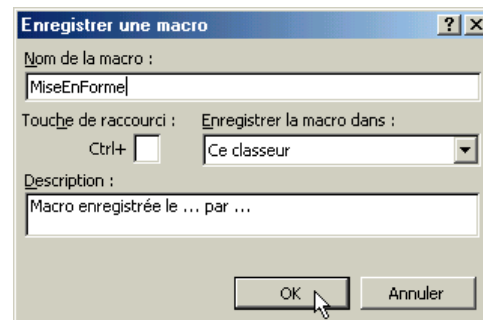 Enregistrer une macro
Nom de la macro :
MiseEnForme
Touche de raccourci : Enregistrer la macro dans :
Ctrl+ Ce classeur
Description :
Macro enregistrée le ... par ...
OK Annuler